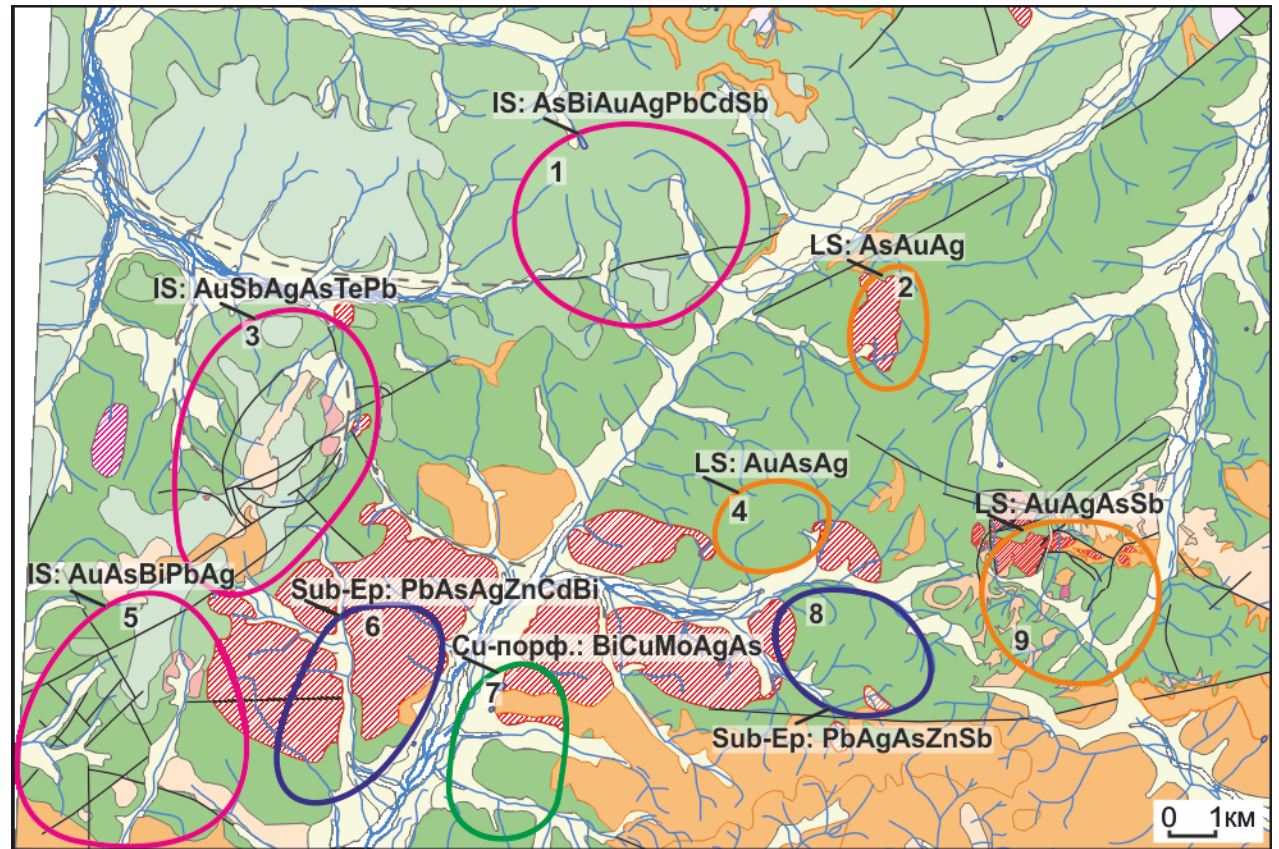 IS: AsBiAuAgPbCdSb
1
LS: AsAuAg
2
IS: AuSbAgAsTePb
3
LS: AuAsAg
4
LS: AuAgAsSb
9
IS: AuAsBiPbAg
5
Sub-Ep: PbAsAgZnCdBi
6
8
Cu-порф.: BiCuMoAgAs
7
Sub-Ep: PbAgAsZnSb
0 1км